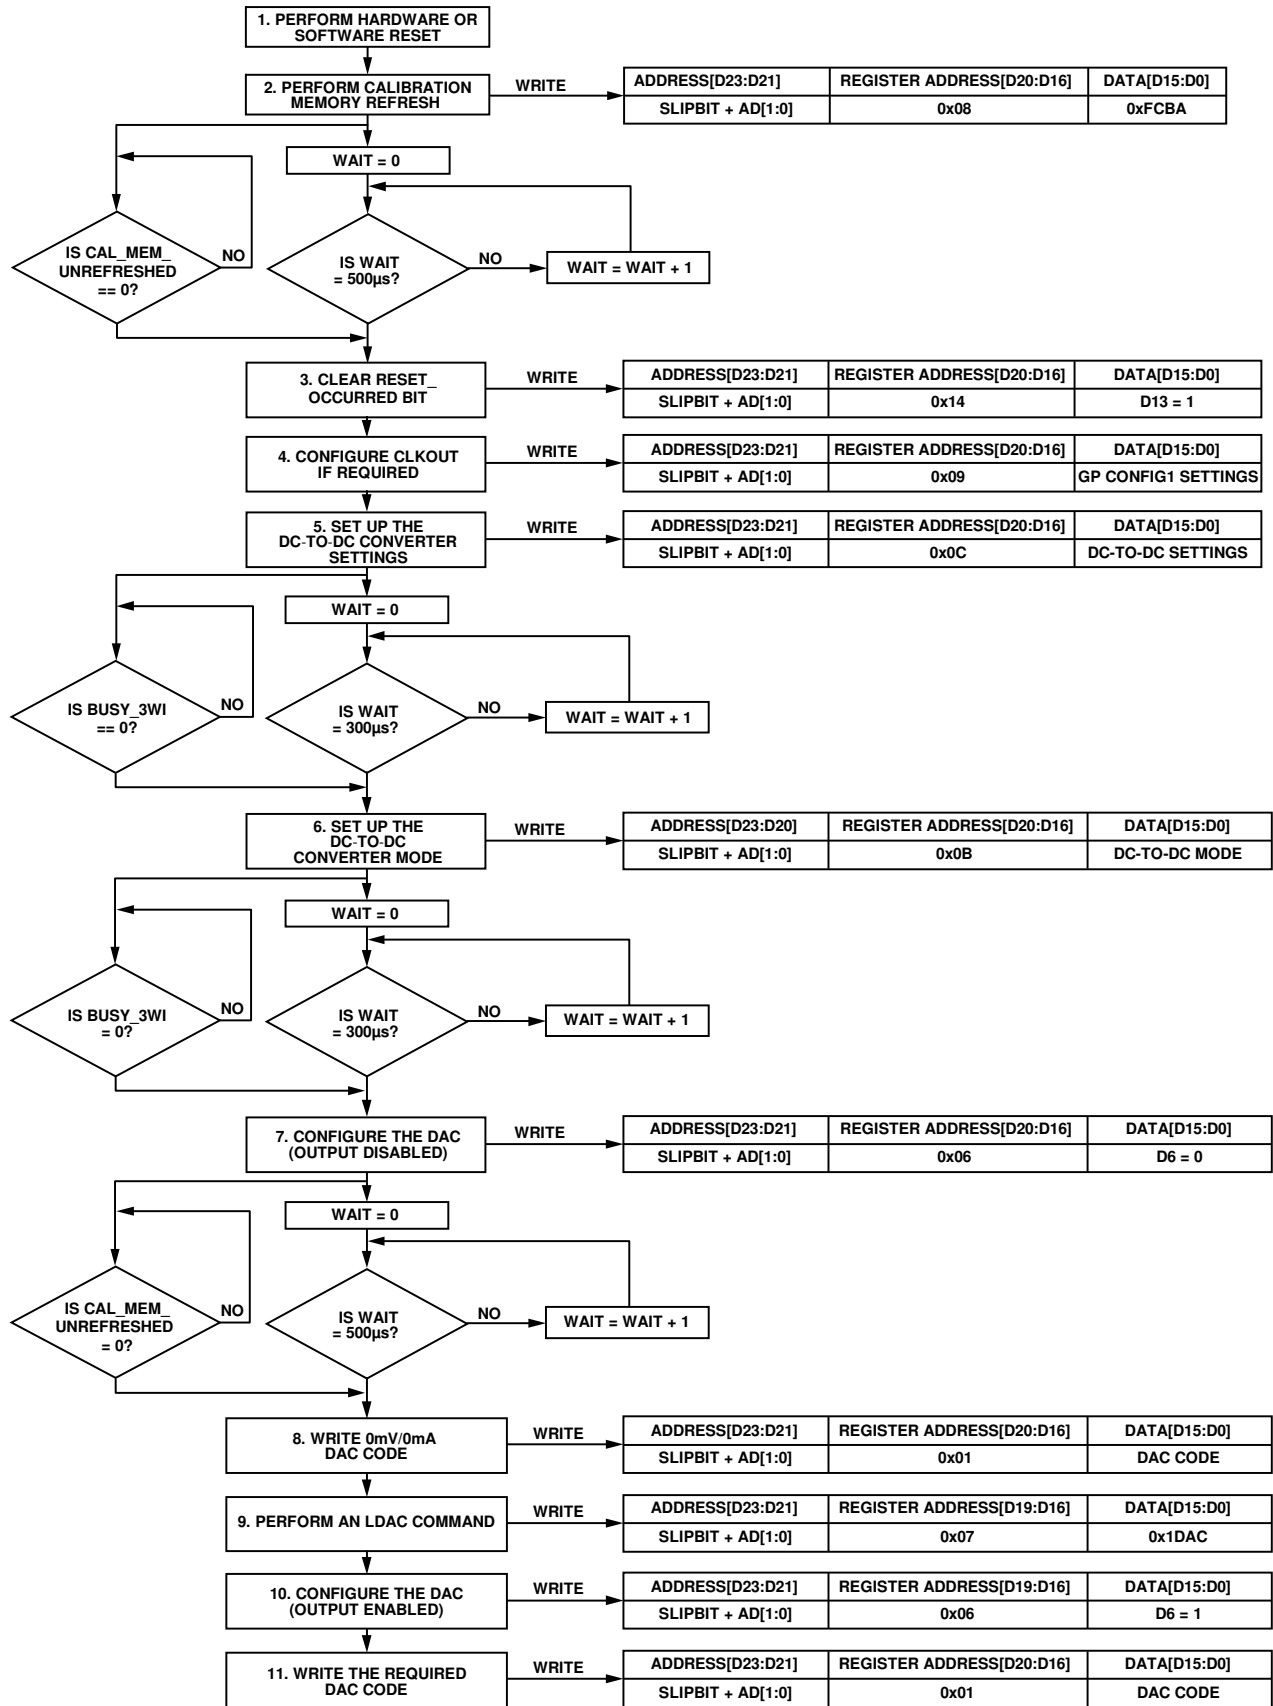 1. PERFORM HARDWARE OR
SOFTWARE RESET
2. PERFORM CALIBRATION
MEMORY REFRESH
WRITE
ADDRESS[D23:D21] REGISTER ADDRESS[D20:D16] DATA[D15:D0]
SLIPBIT + AD[1:0] 0x08 0xFCBA
WAIT = 0
IS CAL_MEM_
UNREFRESHED
== 0?
NO
IS WAIT
= 500µs?
NO
WAIT = WAIT + 1
3. CLEAR RESET_
OCCURRED BIT
WRITE
ADDRESS[D23:D21] REGISTER ADDRESS[D20:D16] DATA[D15:D0]
SLIPBIT + AD[1:0] 0x14 D13 = 1
4. CONFIGURE CLKOUT
IF REQUIRED
WRITE
ADDRESS[D23:D21] REGISTER ADDRESS[D20:D16] DATA[D15:D0]
SLIPBIT + AD[1:0] 0x09 GP CONFIG1 SETTINGS
5. SET UP THE
DC-TO-DC CONVERTER
SETTINGS
WRITE
ADDRESS[D23:D21] REGISTER ADDRESS[D20:D16] DATA[D15:D0]
SLIPBIT + AD[1:0] 0x0C DC-TO-DC SETTINGS
WAIT = 0
IS BUSY_3WI
== 0?
NO
IS WAIT
= 300µs?
NO
WAIT = WAIT + 1
6. SET UP THE
DC-TO-DC
CONVERTER MODE
WRITE
ADDRESS[D23:D20] REGISTER ADDRESS[D20:D16] DATA[D15:D0]
SLIPBIT + AD[1:0] 0x0B DC-TO-DC MODE
WAIT = 0
IS BUSY_3WI
= 0?
NO
IS WAIT
= 300µs?
NO
WAIT = WAIT + 1
7. CONFIGURE THE DAC
(OUTPUT DISABLED)
WRITE
ADDRESS[D23:D21] REGISTER ADDRESS[D20:D16] DATA[D15:D0]
SLIPBIT + AD[1:0] 0x06 D6 = 0
WAIT = 0
IS CAL_MEM_
UNREFRESHED
= 0?
NO
IS WAIT
= 500µs?
NO
WAIT = WAIT + 1
8. WRITE 0mV/0mA
DAC CODE
WRITE
ADDRESS[D23:D21] REGISTER ADDRESS[D20:D16] DATA[D15:D0]
SLIPBIT + AD[1:0] 0x01 DAC CODE
9. PERFORM AN LDAC COMMAND
WRITE
ADDRESS[D23:D21] REGISTER ADDRESS[D19:D16] DATA[D15:D0]
SLIPBIT + AD[1:0] 0x07 0x1DAC
10. CONFIGURE THE DAC
(OUTPUT ENABLED)
WRITE
ADDRESS[D23:D21] REGISTER ADDRESS[D19:D16] DATA[D15:D0]
SLIPBIT + AD[1:0] 0x06 D6 = 1
11. WRITE THE REQUIRED
DAC CODE
WRITE
ADDRESS[D23:D21] REGISTER ADDRESS[D20:D16] DATA[D15:D0]
SLIPBIT + AD[1:0] 0x01 DAC CODE